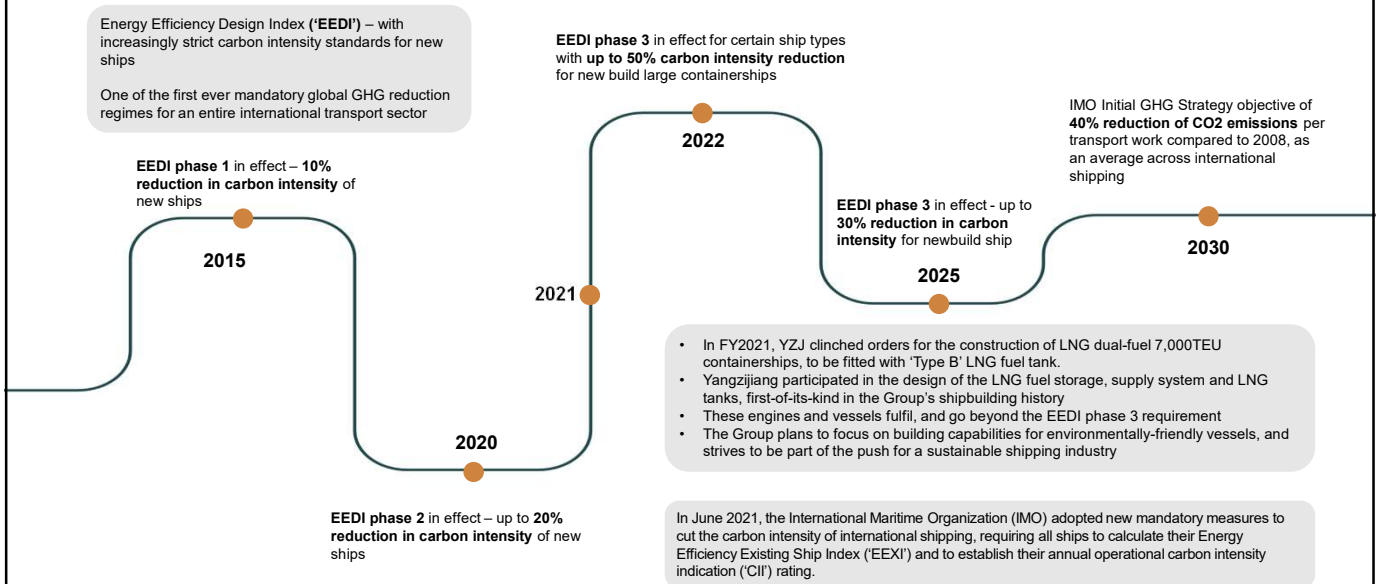 Energy Efficiency Design Index (‘EEDI’) – with
increasingly strict carbon intensity standards for new
ships
One of the first ever mandatory global GHG reduction
regimes for an entire international transport sector
EEDI phase 1 in effect – 10%
reduction in carbon intensity of
new ships
2015
EEDI phase 2 in effect – up to 20%
reduction in carbon intensity of new
ships
2020
2021
EEDI phase 3 in effect for certain ship types
with up to 50% carbon intensity reduction
for new build large containerships
2022
EEDI phase 3 in effect - up to
30% reduction in carbon
intensity for newbuild ship
2025
IMO Initial GHG Strategy objective of
40% reduction of CO2 emissions per
transport work compared to 2008, as
an average across international
shipping
2030
• In FY2021, YZJ clinched orders for the construction of LNG dual-fuel 7,000TEU
containerships, to be fitted with ‘Type B’ LNG fuel tank.
• Yangzijiang participated in the design of the LNG fuel storage, supply system and LNG
tanks, first-of-its-kind in the Group’s shipbuilding history
• These engines and vessels fulfil, and go beyond the EEDI phase 3 requirement
• The Group plans to focus on building capabilities for environmentally-friendly vessels, and
strives to be part of the push for a sustainable shipping industry
In June 2021, the International Maritime Organization (IMO) adopted new mandatory measures to
cut the carbon intensity of international shipping, requiring all ships to calculate their Energy
Efficiency Existing Ship Index (‘EEXI’) and to establish their annual operational carbon intensity
indication (‘CII’) rating.